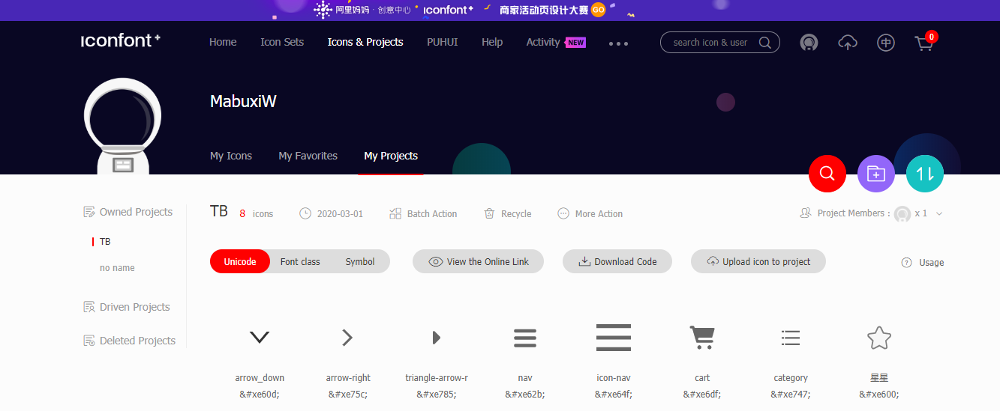 阿里妈妈 · 创意中心 iconfont+ 商家活动页设计大赛 GO
iconfont+ Home Icon Sets Icons & Projects PUHUI Help Activity NEW search icon & user 中 0
MabuxiW
My Icons My Favorites My Projects
Owned Projects
TB
no name
Driven Projects
Deleted Projects
TB 8 icons 2020-03-01 Batch Action Recycle More Action Project Members : x 1
Unicode Font class Symbol View the Online Link Download Code Upload icon to project Usage
arrow_down arrow-right triangle-arrow-r nav icon-nav cart category 星星
&#xe60d; &#xe75c; &#xe785; &#xe62b; &#xe64f; &#xe6df; &#xe747; &#xe600;